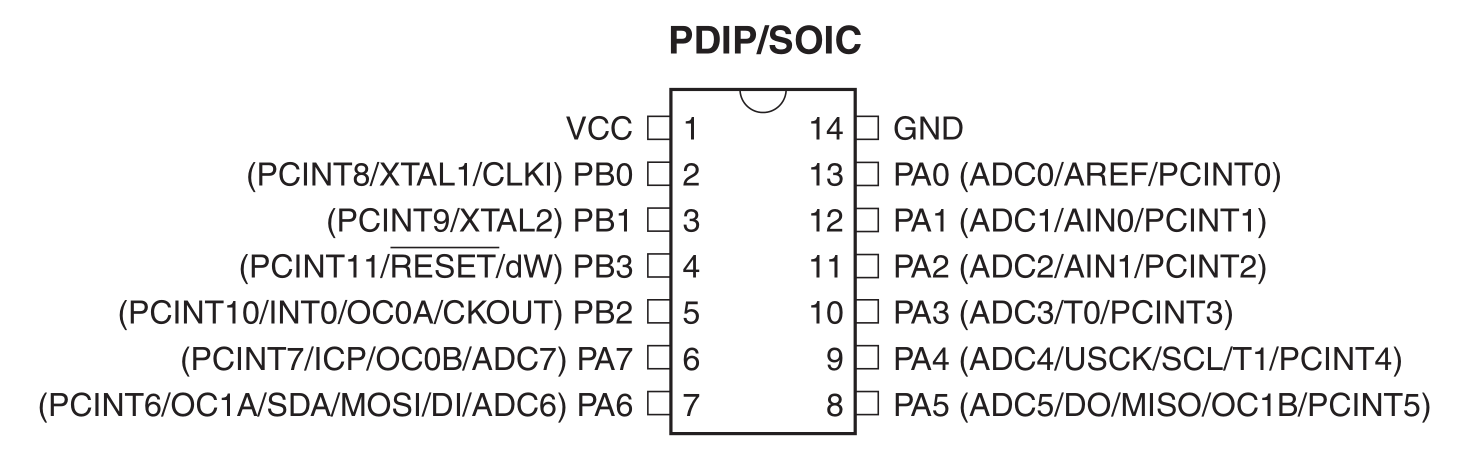 PDIP/SOIC
VCC 1 14 GND
(PCINT8/XTAL1/CLKI) PB0 2 13 PA0 (ADC0/AREF/PCINT0)
(PCINT9/XTAL2) PB1 3 12 PA1 (ADC1/AIN0/PCINT1)
(PCINT11/RESET/dW) PB3 4 11 PA2 (ADC2/AIN1/PCINT2)
(PCINT10/INT0/OC0A/CKOUT) PB2 5 10 PA3 (ADC3/T0/PCINT3)
(PCINT7/ICP/OC0B/ADC7) PA7 6 9 PA4 (ADC4/USCK/SCL/T1/PCINT4)
(PCINT6/OC1A/SDA/MOSI/DI/ADC6) PA6 7 8 PA5 (ADC5/DO/MISO/OC1B/PCINT5)